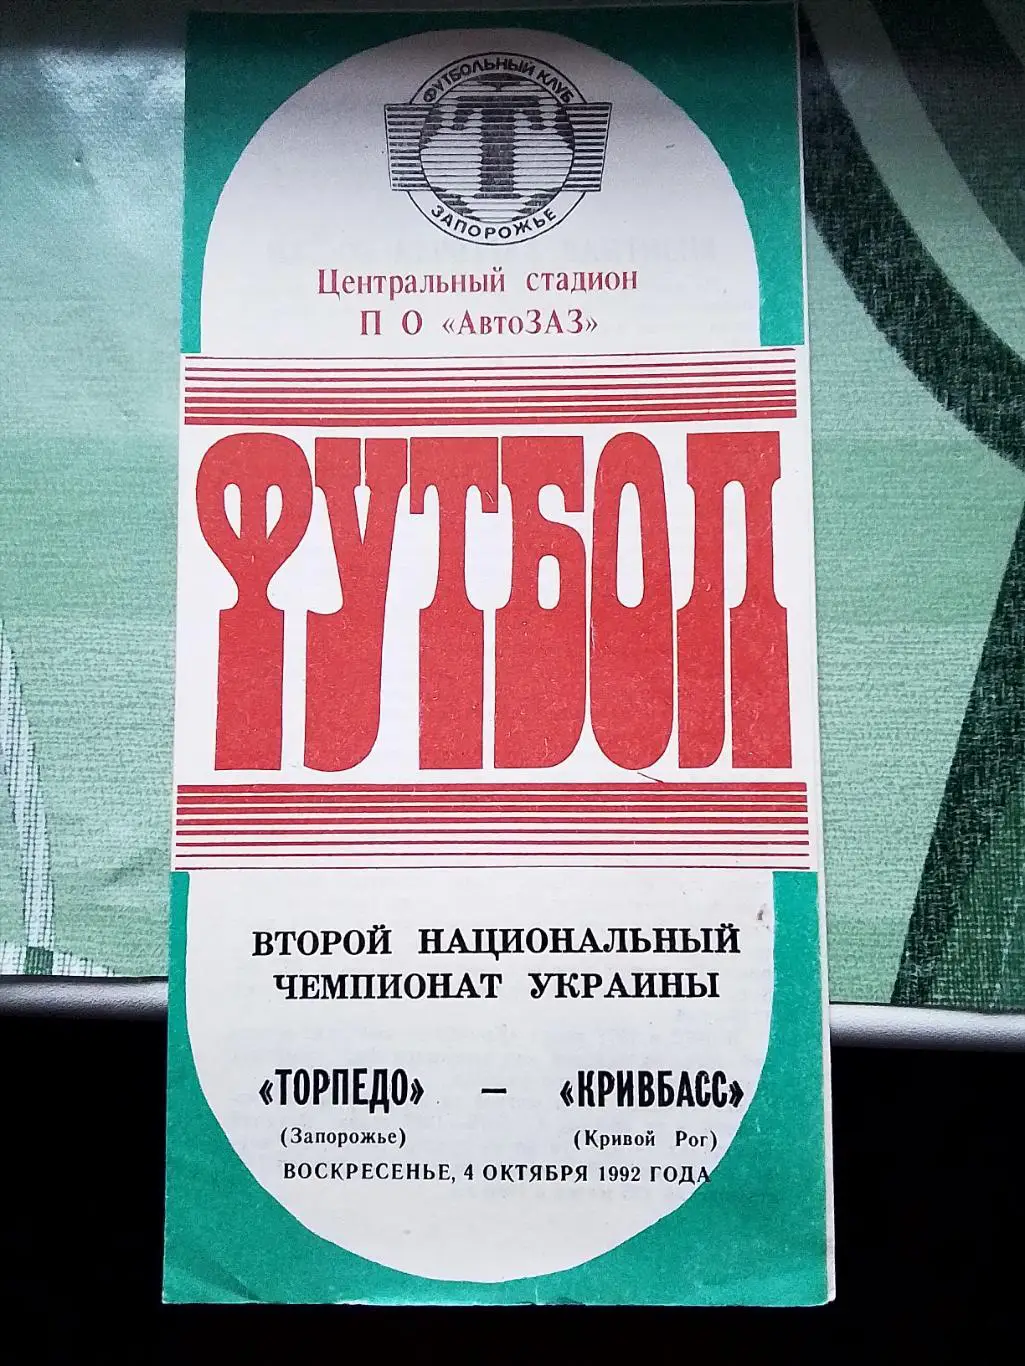 ФУТБОЛЬНЫЙ КЛУБ
Т
ЗАПОРОЖЬЕ
Центральный стадион
П О «АвтоЗАЗ»
ФУТБОЛ
ВТОРОЙ НАЦИОНАЛЬНЫЙ
ЧЕМПИОНАТ УКРАИНЫ
«ТОРПЕДО» — «КРИВБАСС»
(Запорожье) (Кривой Рог)
ВОСКРЕСЕНЬЕ, 4 ОКТЯБРЯ 1992 ГОДА